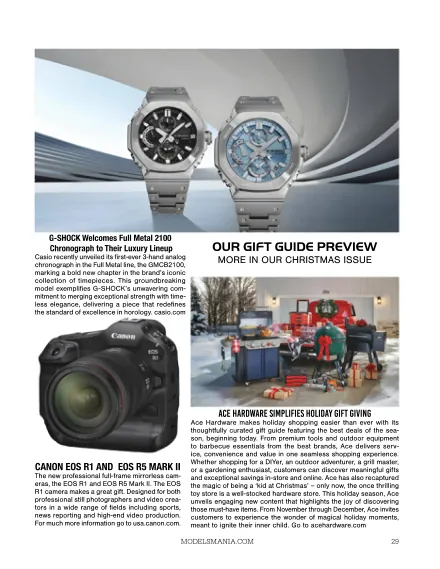 G-SHOCK Welcomes Full Metal 2100
Chronograph to Their Luxury Lineup
Casio recently unveiled its first-ever 3-hand analog
chronograph in the Full Metal line, the GMCB2100,
marking a bold new chapter in the brand's iconic
collection of timepieces. This groundbreaking
model exemplifies G-SHOCK's unwavering com-
mitment to merging exceptional strength with time-
less elegance, delivering a piece that redefines
the standard of excellence in horology. casio.com
OUR GIFT GUIDE PREVIEW
MORE IN OUR CHRISTMAS ISSUE
Canon
EOS
R1
CANON EOS R1 AND EOS R5 MARK II
The new professional full-frame mirrorless cam-
eras, the EOS R1 and EOS R5 Mark II. The EOS
R1 camera makes a great gift. Designed for both
professional still photographers and video crea-
tors in a wide range of fields including sports,
news reporting and high-end video production.
For much more information go to usa.canon.com.
ACE HARDWARE SIMPLIFIES HOLIDAY GIFT GIVING
Ace Hardware makes holiday shopping easier than ever with its
thoughtfully curated gift guide featuring the best deals of the sea-
son, beginning today. From premium tools and outdoor equipment
to barbecue essentials from the best brands, Ace delivers serv-
ice, convenience and value in one seamless shopping experience.
Whether shopping for a DIYer, an outdoor adventurer, a grill master,
or a gardening enthusiast, customers can discover meaningful gifts
and exceptional savings in-store and online. Ace has also recaptured
the magic of being a 'kid at Christmas' – only now, the once thrilling
toy store is a well-stocked hardware store. This holiday season, Ace
unveils engaging new content that highlights the joy of discovering
those must-have items. From November through December, Ace invites
customers to experience the wonder of magical holiday moments,
meant to ignite their inner child. Go to acehardware.com
MODELSMANIA.COM
29